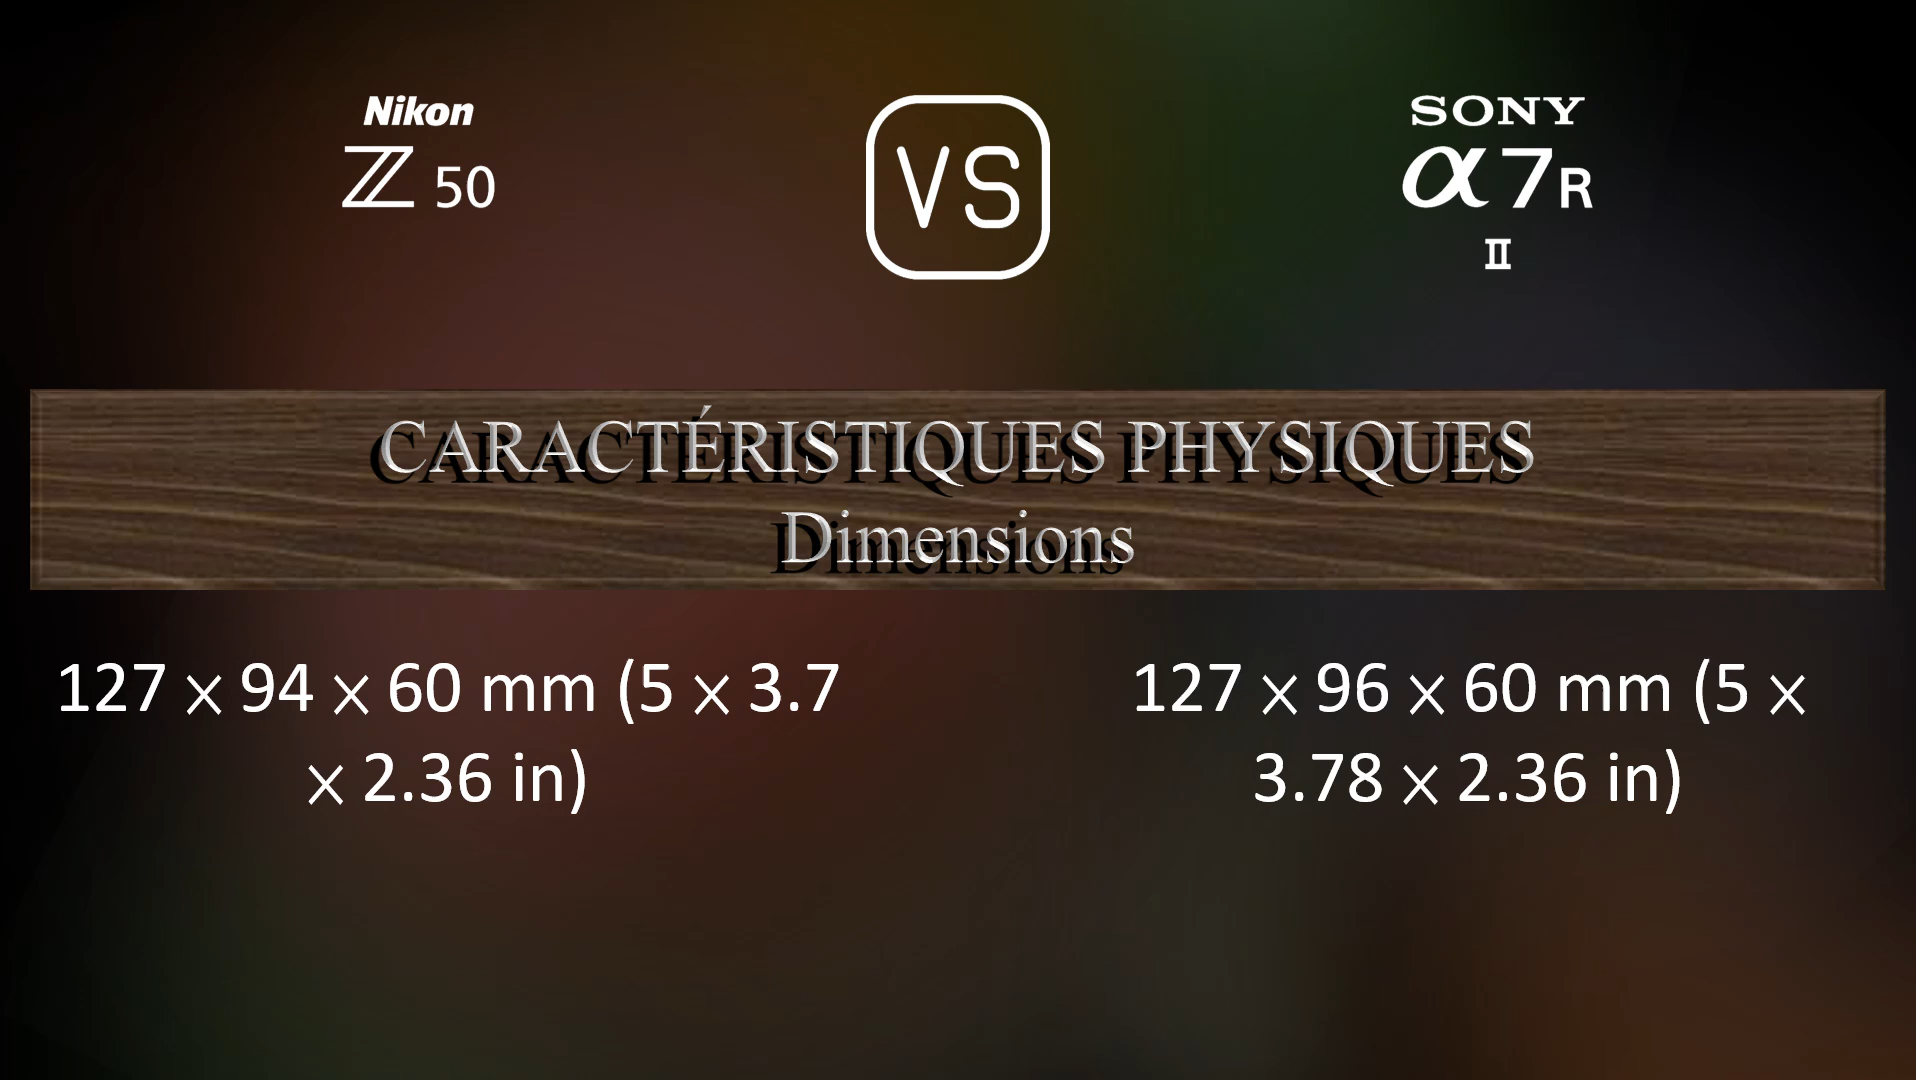 Nikon
Z 50
VS
SONY
α7R
II
CARACTÉRISTIQUES PHYSIQUES
Dimensions
127 x 94 x 60 mm (5 x 3.7
x 2.36 in)
127 x 96 x 60 mm (5 x
3.78 x 2.36 in)